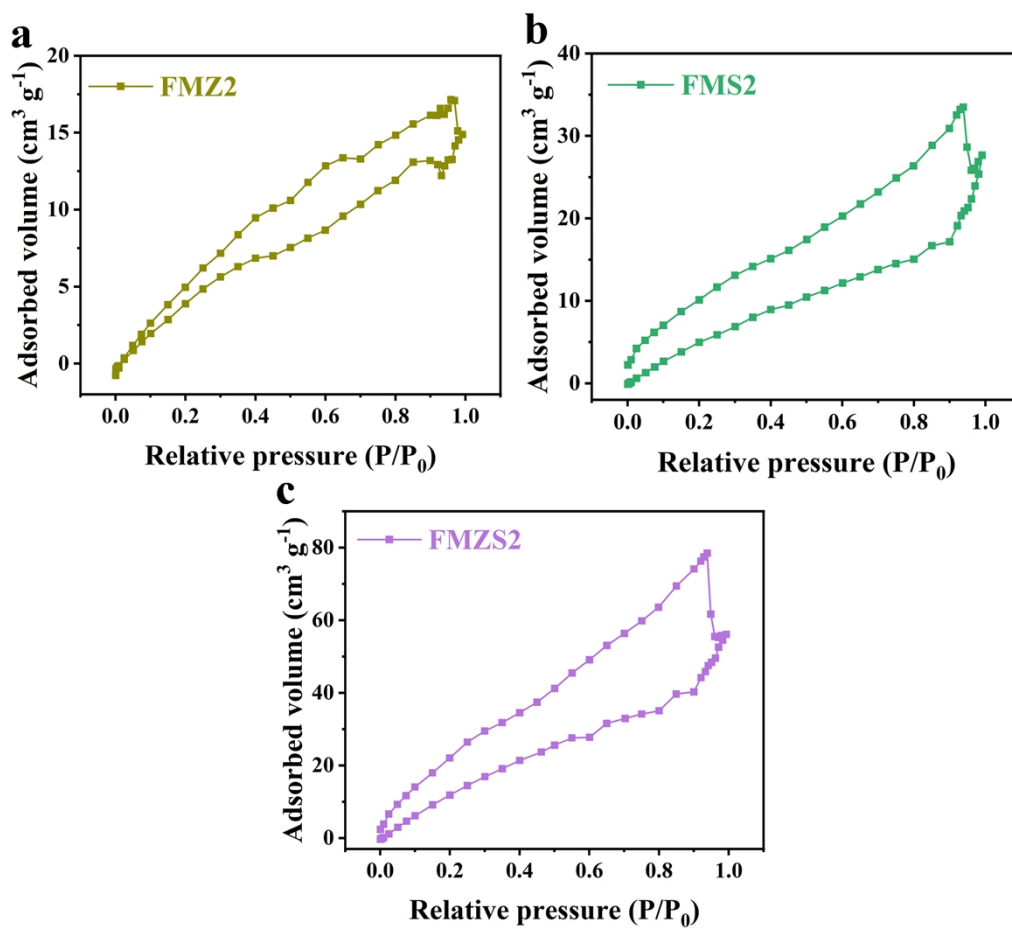 a
FMZ2
Adsorbed volume (cm³ g⁻¹)
20
15
10
5
0
0.0 0.2 0.4 0.6 0.8 1.0
Relative pressure (P/P₀)
b
FMS2
Adsorbed volume (cm³ g⁻¹)
40
30
20
10
0
0.0 0.2 0.4 0.6 0.8 1.0
Relative pressure (P/P₀)
c
FMZS2
Adsorbed volume (cm³ g⁻¹)
80
60
40
20
0
0.0 0.2 0.4 0.6 0.8 1.0
Relative pressure (P/P₀)